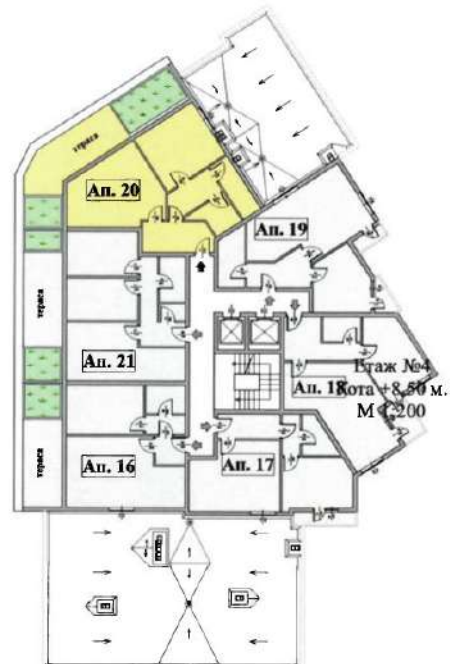 тераса
Ап. 20
Ап. 19
тераса
Ап. 21
Етаж №4
Ап. 18
Кота +8,50 м.
М 1:200
тераса
Ап. 16
Ап. 17